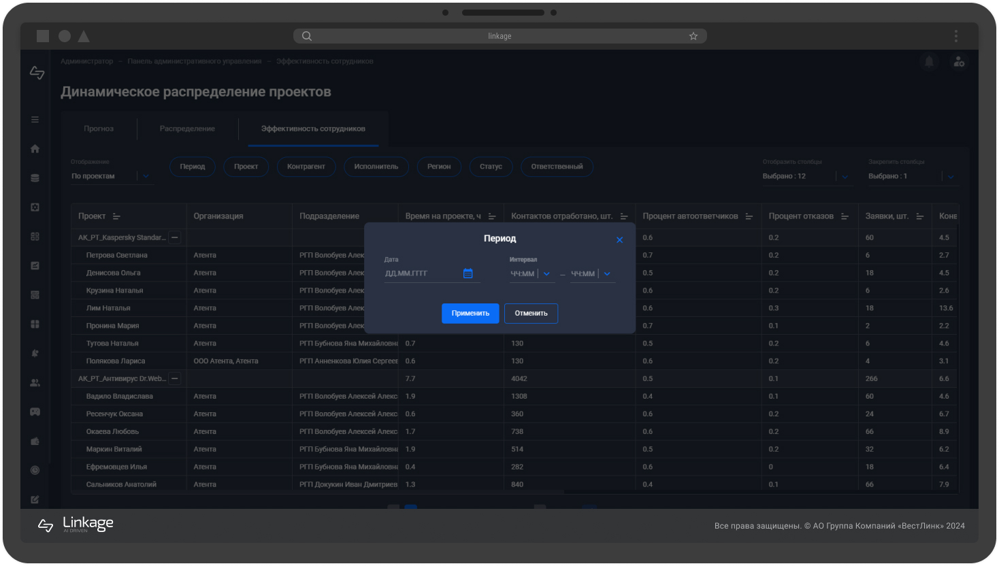 linkage
Администратор – Панель административного управления – Эффективность сотрудников
Динамическое распределение проектов
Прогноз Распределение Эффективность сотрудников
Отображение
По проектам
Период Проект Контрагент Исполнитель Регион Статус Ответственный
Отобразить столбцы Закрепить столбцы
Выбрано : 12 Выбрано : 1
Проект Организация Подразделение Время на проекте, ч Контактов отработано, шт. Процент автоответчиков Процент отказов Заявки, шт. Конв
AK_PT_Kaspersky Standar... 0.6 0.2 60 4.5
Петрова Светлана Атента РГП Волобуев Алек 0.7 0.2 6 2.7
Денисова Ольга Атента РГП Волобуев Алек 0.5 0.2 18 4.5
Крузина Наталья Атента РГП Волобуев Алек 0.6 0.2 6 2.6
Лим Наталья Атента РГП Волобуев Алек 0.6 0.3 18 13.6
Пронина Мария Атента РГП Волобуев Алек 0.7 0.1 2 2.2
Тутова Наталья Атента РГП Бубнова Яна Михайловна 0.7 130 0.5 0.2 6 4.6
Полякова Лариса ООО Атента, Атента РГП Анненкова Юлия Сергеев 0.6 130 0.6 0.2 4 3.1
АК_РТ_Антивирус Dr.Web... 7.7 4042 0.5 0.1 266 6.6
Вадило Владислава Атента РГП Волобуев Алексей Алекс 1.9 1308 0.4 0.1 60 4.6
Ресенчук Оксана Атента РГП Волобуев Алексей Алекс 0.6 360 0.6 0.2 24 6.7
Окаева Любовь Атента РГП Волобуев Алексей Алекс 1.7 738 0.6 0.2 66 8.9
Маркин Виталий Атента РГП Бубнова Яна Михайловна 1.9 514 0.5 0.2 32 6.2
Ефремовцев Илья Атента РГП Бубнова Яна Михайловна 0.4 282 0.6 0 18 6.4
Сальников Анатолий Атента РГП Докукин Иван Дмитриев 1.3 840 0.4 0.1 66 7.9
Период
Дата Интервал
ДД.ММ.ГГГГ ЧЧ:ММ – ЧЧ:ММ
Применить Отменить
Linkage
AI DRIVEN
Все права защищены. © АО Группа Компаний «ВестЛинк» 2024